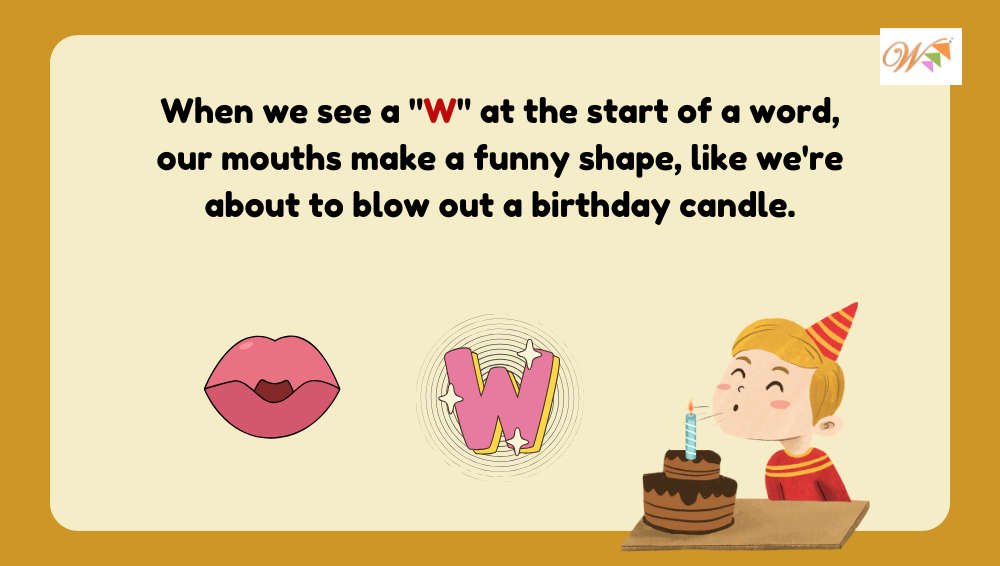 W
When we see a "W" at the start of a word,
our mouths make a funny shape, like we're
about to blow out a birthday candle.
W